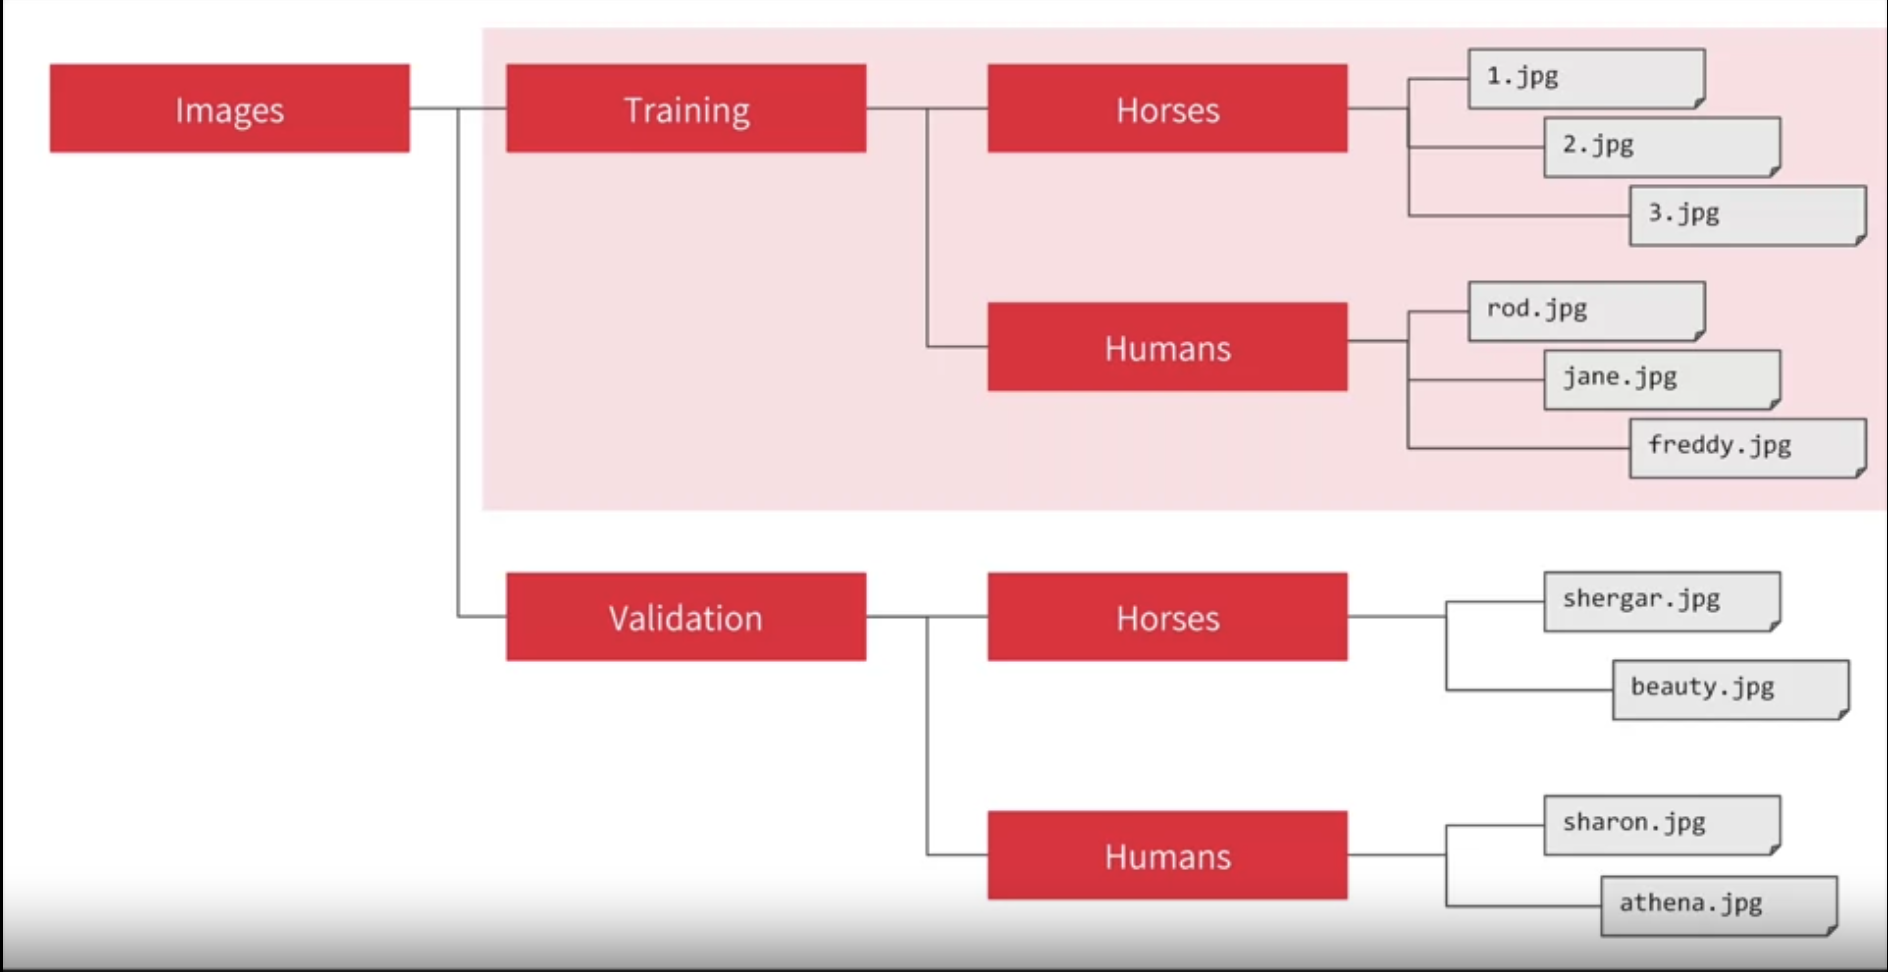 Images
Training
Horses
1.jpg
2.jpg
3.jpg
Humans
rod.jpg
jane.jpg
freddy.jpg
Validation
Horses
shergar.jpg
beauty.jpg
Humans
sharon.jpg
athena.jpg